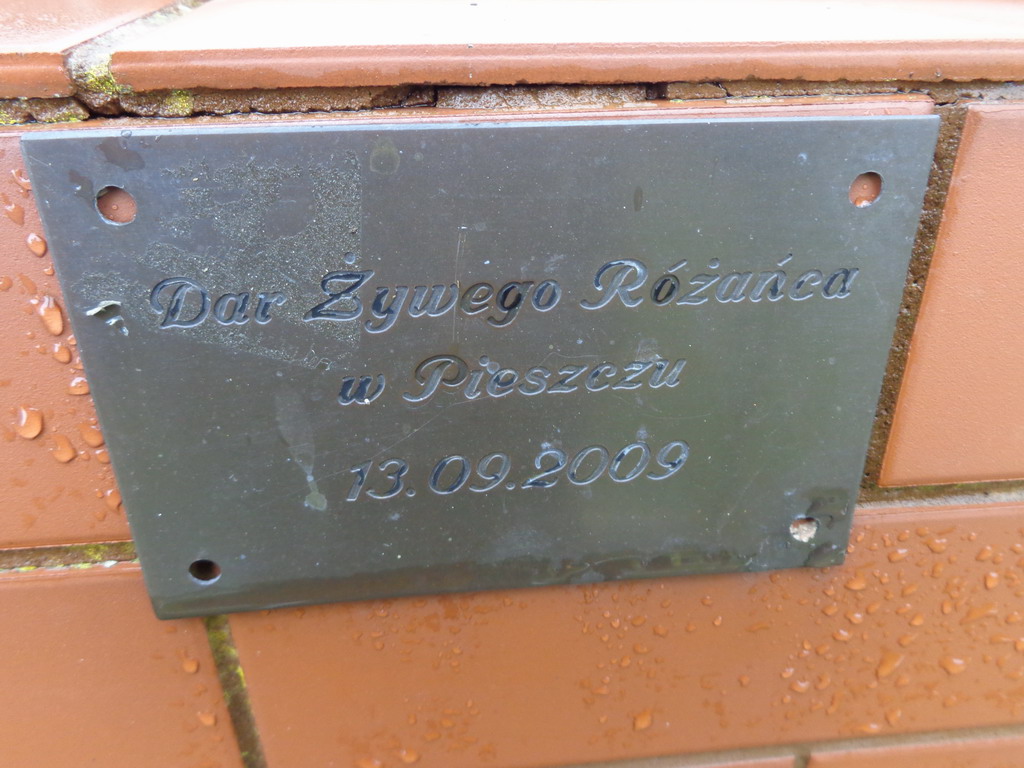 Dar Żywego Różańca
w Pieszczu
13.09.2009